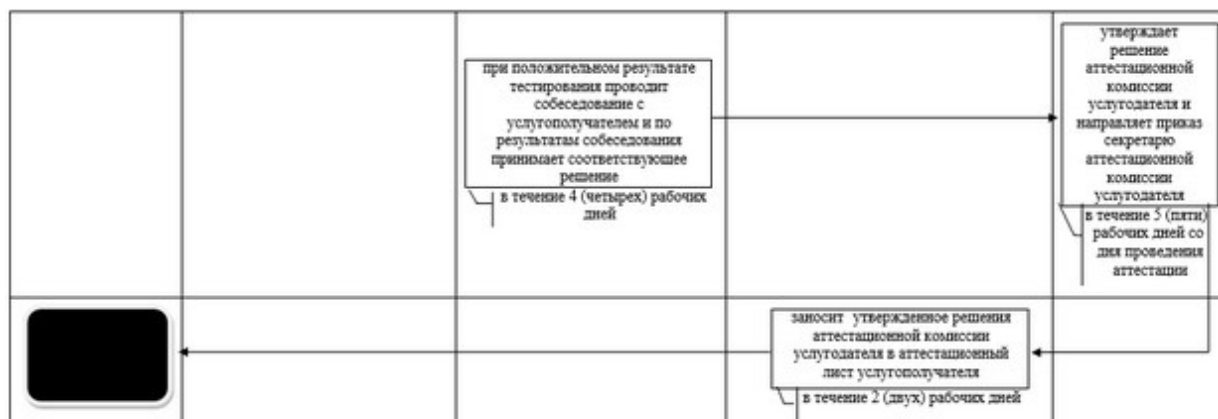 при положительном результате
тестирования проводит
собеседование с
услугополучателем и по
результатам собеседования
принимает соответствующее
решение
в течение 4 (четырех) рабочих
дней
утверждает
решение
аттестационной
комиссии
услугодателя и
направляет приказ
секретарю
аттестационной
комиссии
услугодателя
в течение 5 (пяти)
рабочих дней со
дня проведения
аттестации
заносит утвержденное решения
аттестационной комиссии
услугодателя в аттестационный
лист услугополучателя
в течение 2 (двух) рабочих дней